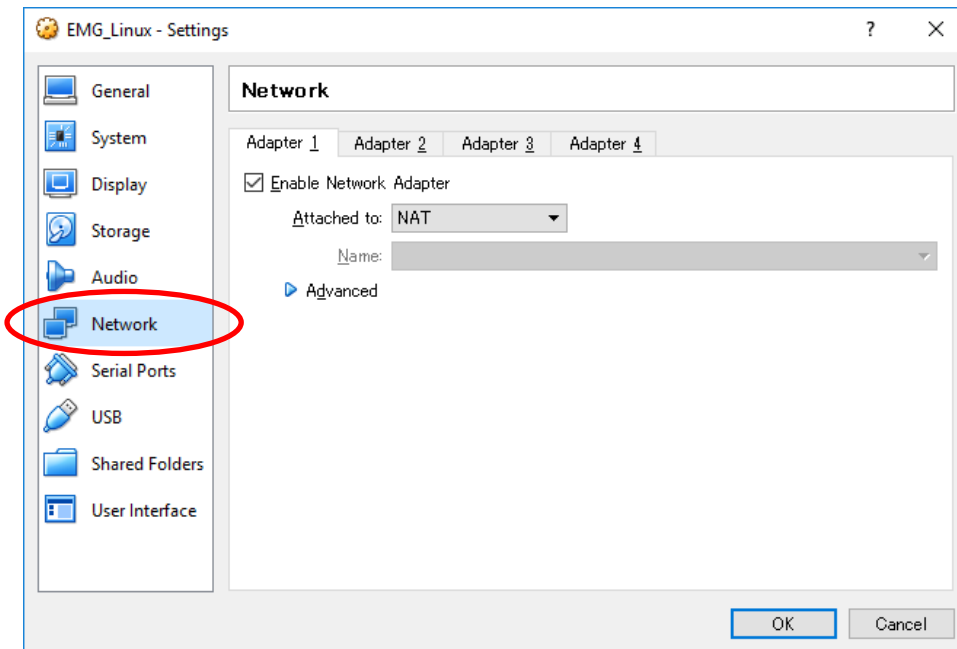 EMG_Linux - Settings ?
General
System
Display
Storage
Audio
Network
Serial Ports
USB
Shared Folders
User Interface
Network
Adapter 1 Adapter 2 Adapter 3 Adapter 4
Enable Network Adapter
Attached to: NAT
Name:
Advanced
OK Cancel